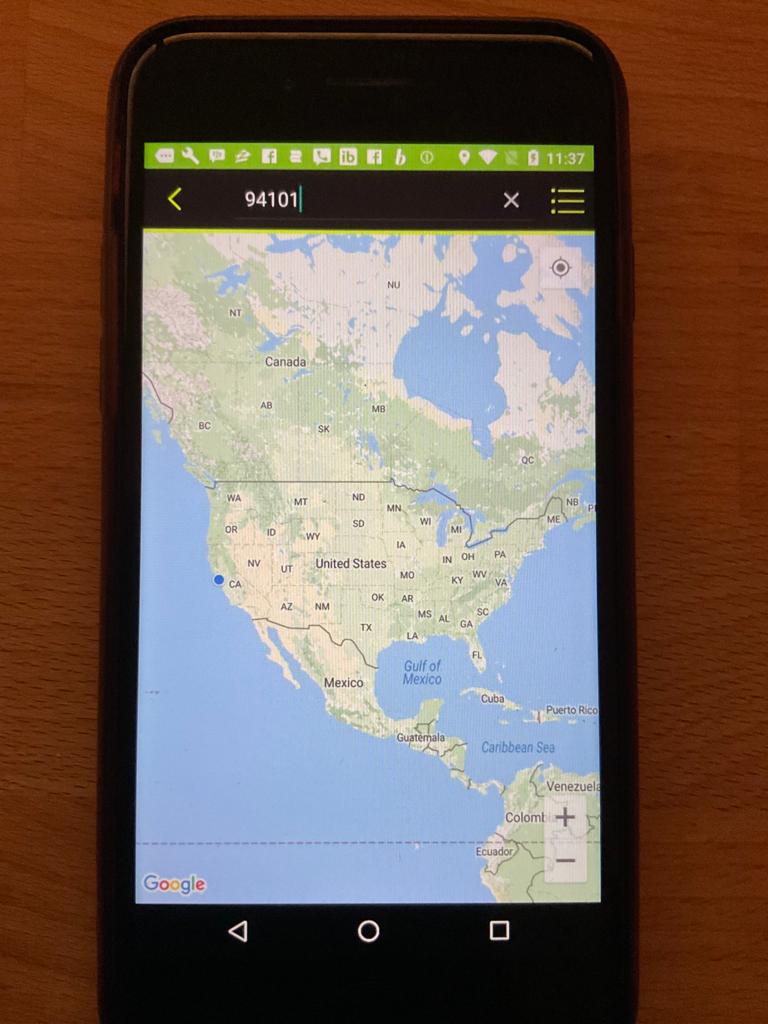 ib 11:37
94101
NU
NT
Canada
AB
MB
BC
SK
QC
WA
MT
ND
NB
MN
ME
OR
ID
SD
WI
MI
WY
IA
PA
NV
United States
IN
OH
UT
MO
KY
WV
VA
CA
OK
AR
AZ
NM
MS
AL
SC
GA
TX
LA
FL
Gulf of
Mexico
Mexico
Cuba
Puerto Rico
Guatemala
Caribbean Sea
Venezuela
Colomb
Ecuador
Google